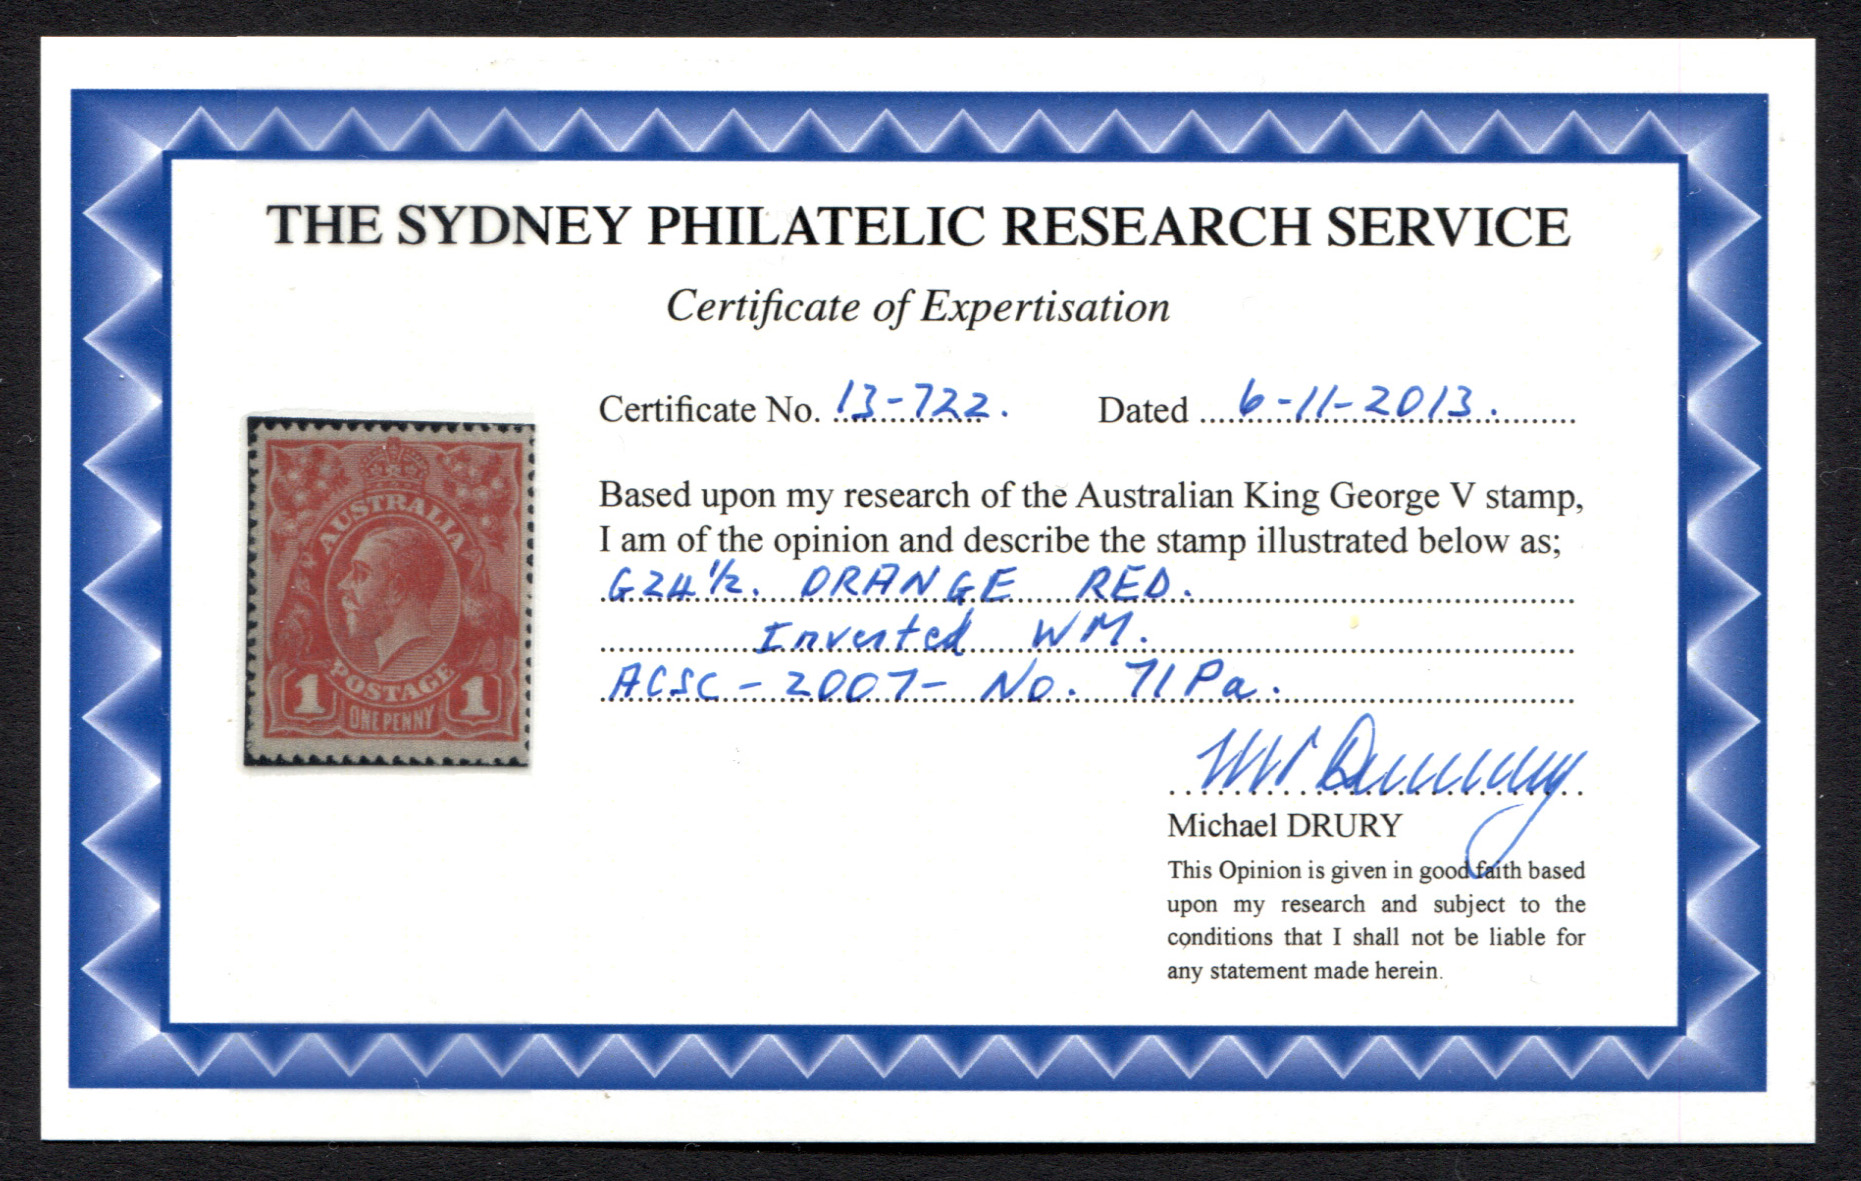 THE SYDNEY PHILATELIC RESEARCH SERVICE
Certificate of Expertisation
Certificate No. 13-722. Dated 6-11-2013.
Based upon my research of the Australian King George V stamp,
I am of the opinion and describe the stamp illustrated below as;
G24 1/2. ORANGE RED.
Inverted WM.
ACSC - 2007 - No. 71Pa.
AUSTRALIA
POSTAGE
1 ONE PENNY 1
Michael DRURY
This Opinion is given in good faith based
upon my research and subject to the
conditions that I shall not be liable for
any statement made herein.